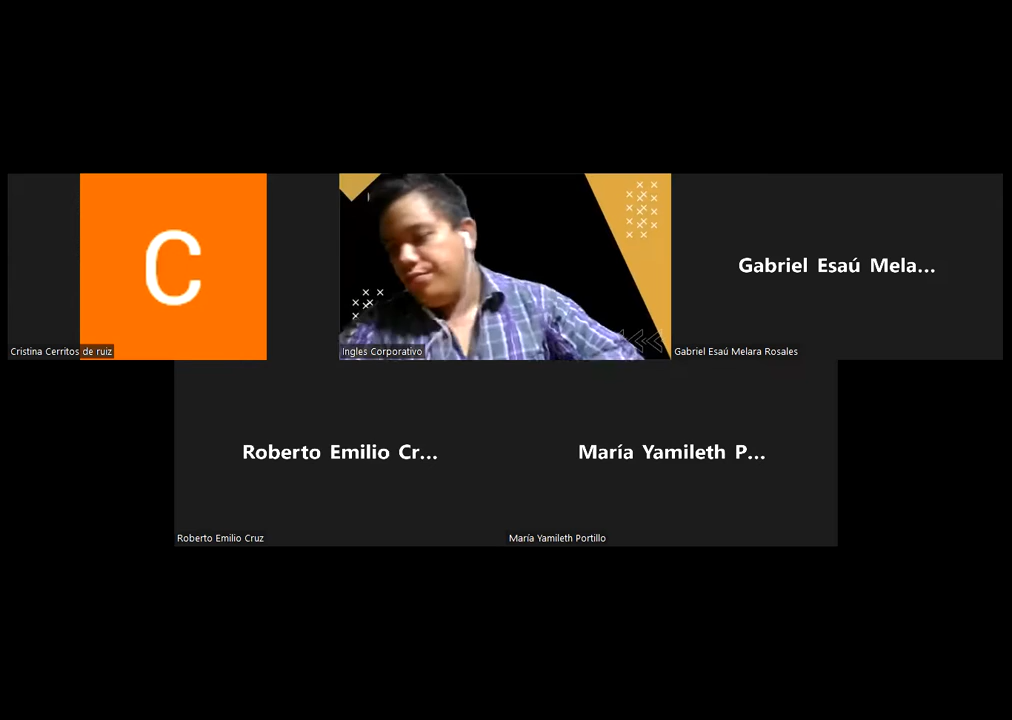 C
Cristina Cerritos de ruiz
Ingles Corporativo
Gabriel Esaú Mela...
Gabriel Esaú Melara Rosales
Roberto Emilio Cr...
Roberto Emilio Cruz
María Yamileth P...
María Yamileth Portillo